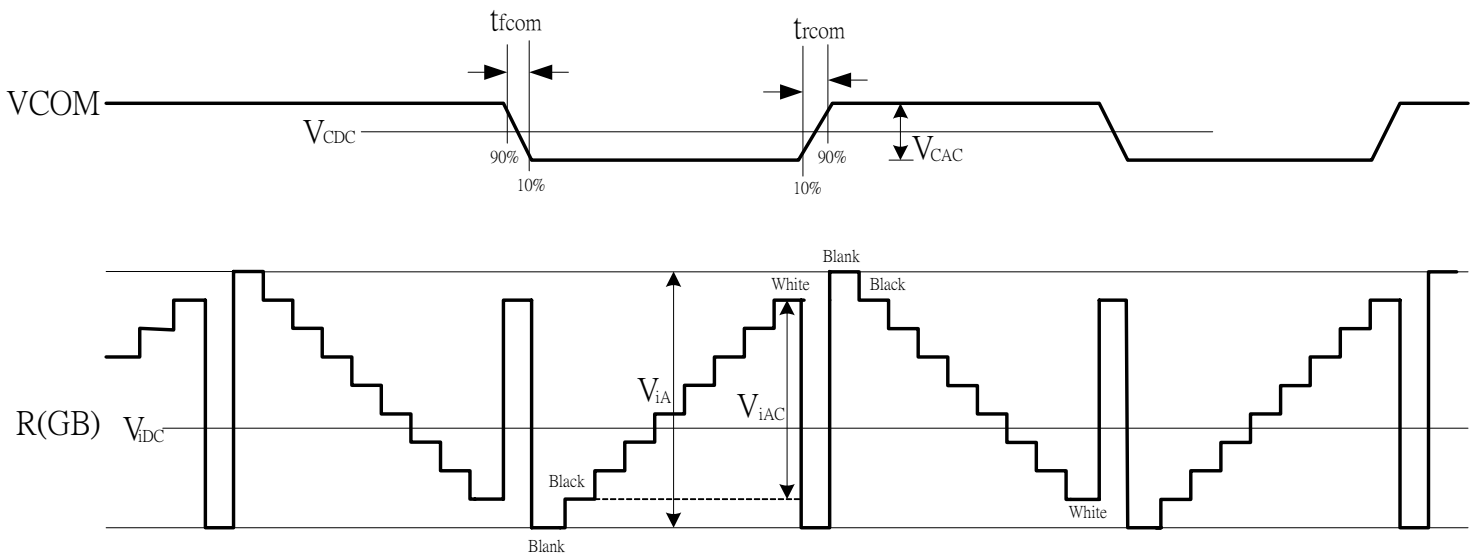 tfcom
trcom
VCOM
VCDC
90%
10%
90%
10%
VCAC
Blank
White
Black
R(GB)
ViDC
ViA
ViAC
Black
White
Blank